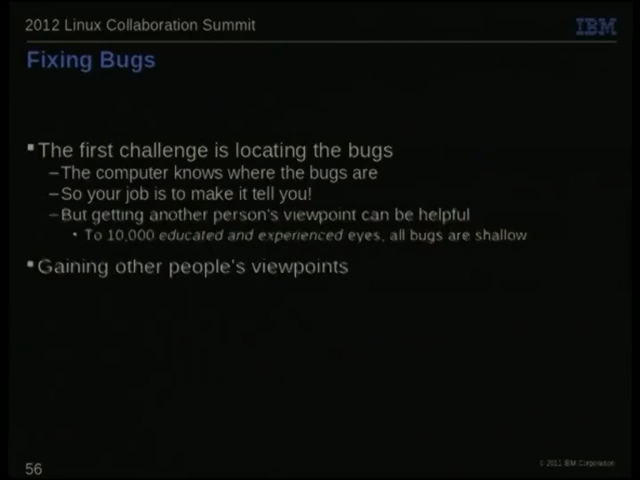 2012 Linux Collaboration Summit
IBM
Fixing Bugs
▪ The first challenge is locating the bugs
– The computer knows where the bugs are
– So your job is to make it tell you!
– But getting another person's viewpoint can be helpful
• To 10,000 educated and experienced eyes, all bugs are shallow
▪ Gaining other people's viewpoints
56
© 2011 IBM Corporation